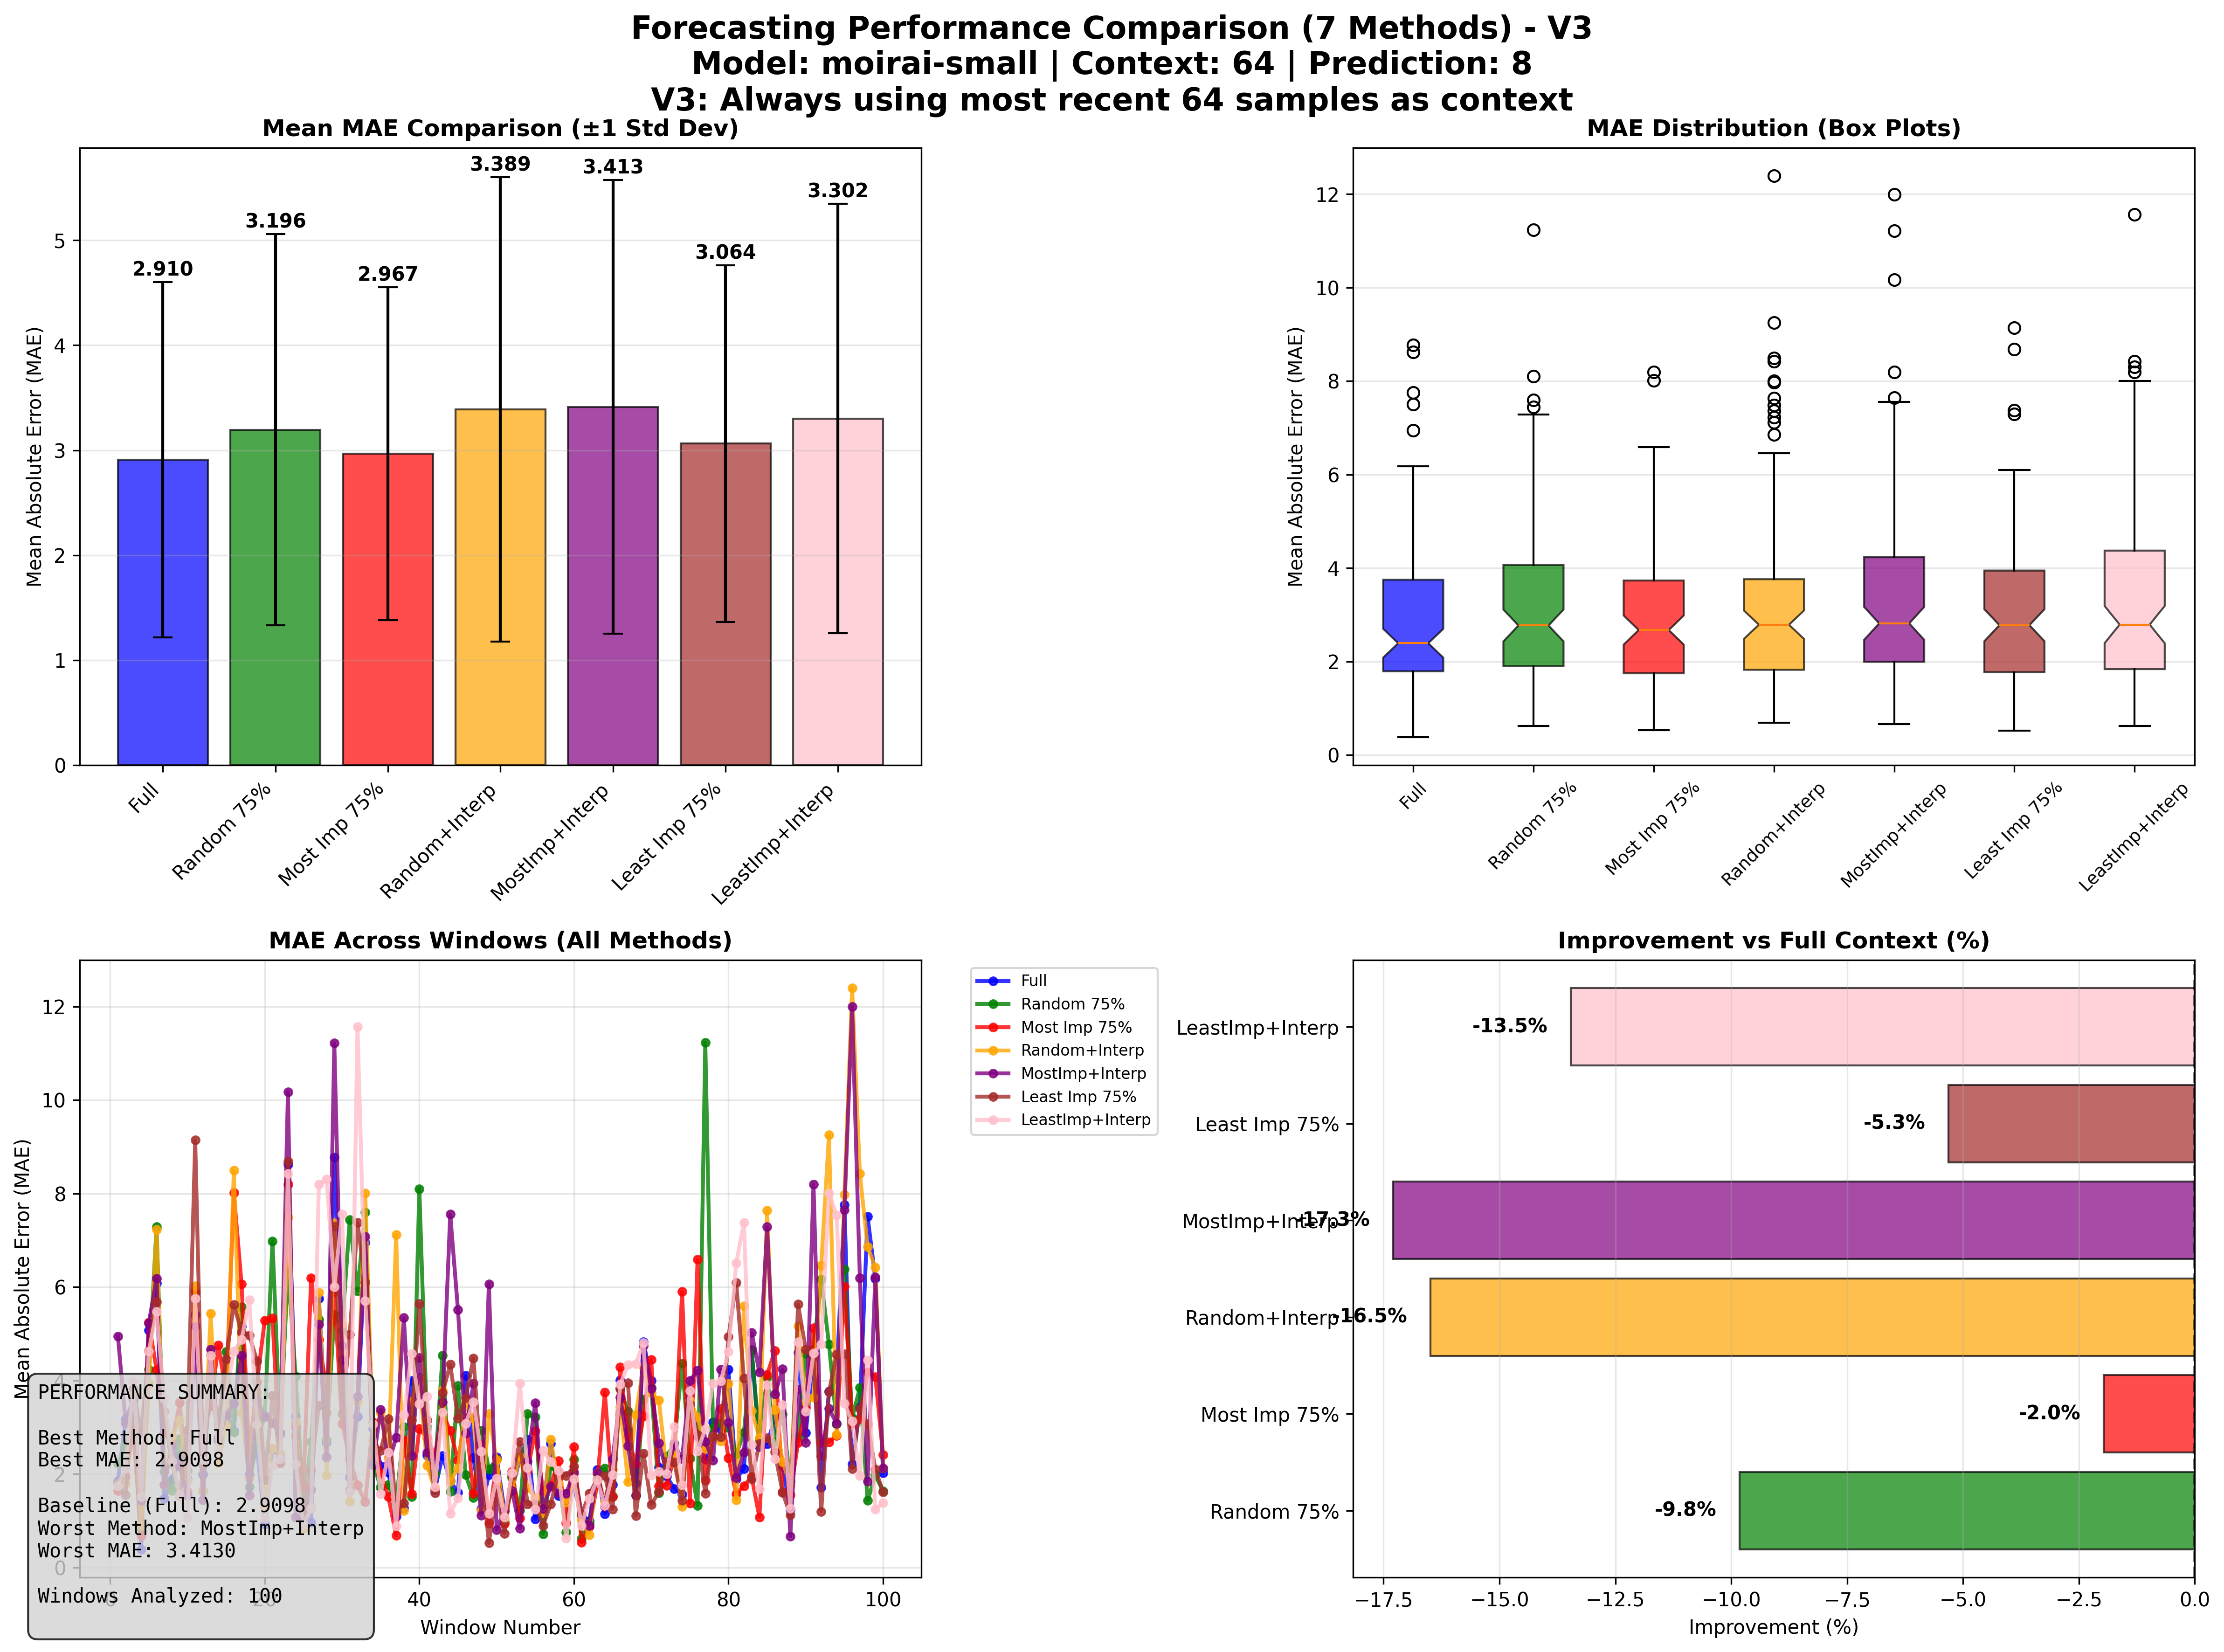 Forecasting Performance Comparison (7 Methods) - V3
Model: moirai-small | Context: 64 | Prediction: 8
V3: Always using most recent 64 samples as context
Mean MAE Comparison (±1 Std Dev)
Mean Absolute Error (MAE)
5
4
3
2
1
0
2.910
3.196
2.967
3.389
3.413
3.064
3.302
Full
Random 75%
Most Imp 75%
Random+Interp
MostImp+Interp
Least Imp 75%
LeastImp+Interp
MAE Distribution (Box Plots)
Mean Absolute Error (MAE)
12
10
8
6
4
2
0
Full
Random 75%
Most Imp 75%
Random+Interp
MostImp+Interp
Least Imp 75%
LeastImp+Interp
MAE Across Windows (All Methods)
Mean Absolute Error (MAE)
12
10
8
6
4
2
0
0
20
40
60
80
100
Window Number
Full
Random 75%
Most Imp 75%
Random+Interp
MostImp+Interp
Least Imp 75%
LeastImp+Interp
PERFORMANCE SUMMARY:
Best Method: Full
Best MAE: 2.9098
Baseline (Full): 2.9098
Worst Method: MostImp+Interp
Worst MAE: 3.4130
Windows Analyzed: 100
Improvement vs Full Context (%)
LeastImp+Interp
-13.5%
Least Imp 75%
-5.3%
MostImp+Interp
-17.3%
Random+Interp
-16.5%
Most Imp 75%
-2.0%
Random 75%
-9.8%
−17.5
−15.0
−12.5
−10.0
−7.5
−5.0
−2.5
0.0
Improvement (%)